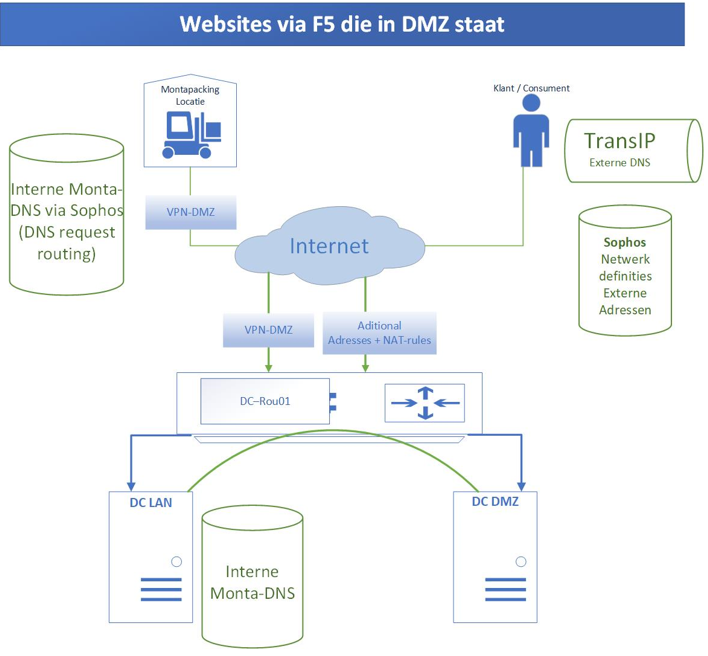 Websites via F5 die in DMZ staat
Montapacking
Locatie
Klant / Consument
TransIP
Externe DNS
Interne Monta-
DNS via Sophos
(DNS request
routing)
VPN-DMZ
Internet
Sophos
Netwerk
definities
Externe
Adressen
VPN-DMZ
Aditional
Adresses + NAT-rules
DC–Rou01
DC LAN
DC DMZ
Interne
Monta-DNS